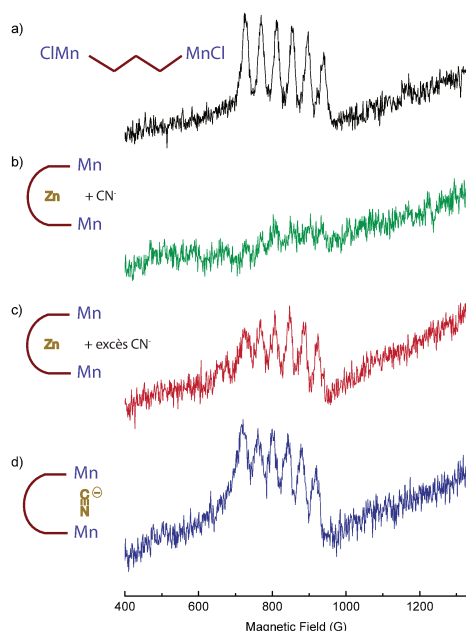 a)
ClMn
MnCl
b)
Mn
Zn + CN⁻
Mn
c)
Mn
Zn + excès CN⁻
Mn
d)
Mn
C ⊖
N
Mn
400 600 800 1000 1200
Magnetic Field (G)